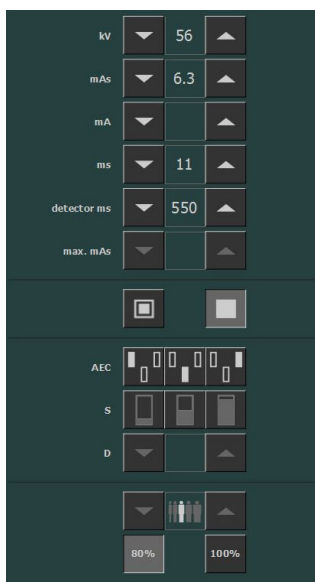 kV 56
mAs 6.3
mA
ms 11
detector ms 550
max. mAs
AEC
S
D
80% 100%